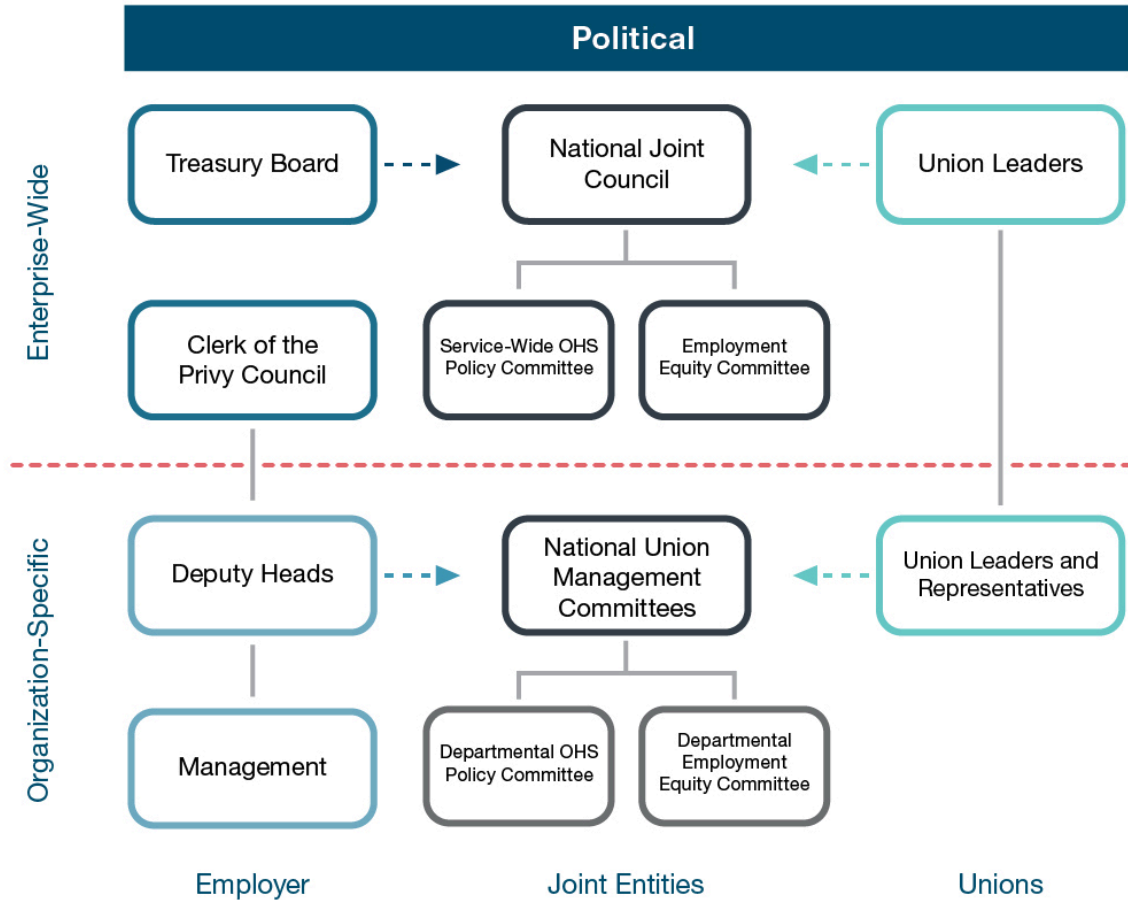 Political
Enterprise-Wide
Treasury Board
National Joint
Council
Union Leaders
Clerk of the
Privy Council
Service-Wide OHS
Policy Committee
Employment
Equity Committee
Organization-Specific
Deputy Heads
National Union
Management
Committees
Union Leaders and
Representatives
Management
Departmental OHS
Policy Committee
Departmental
Employment
Equity Committee
Employer
Joint Entities
Unions